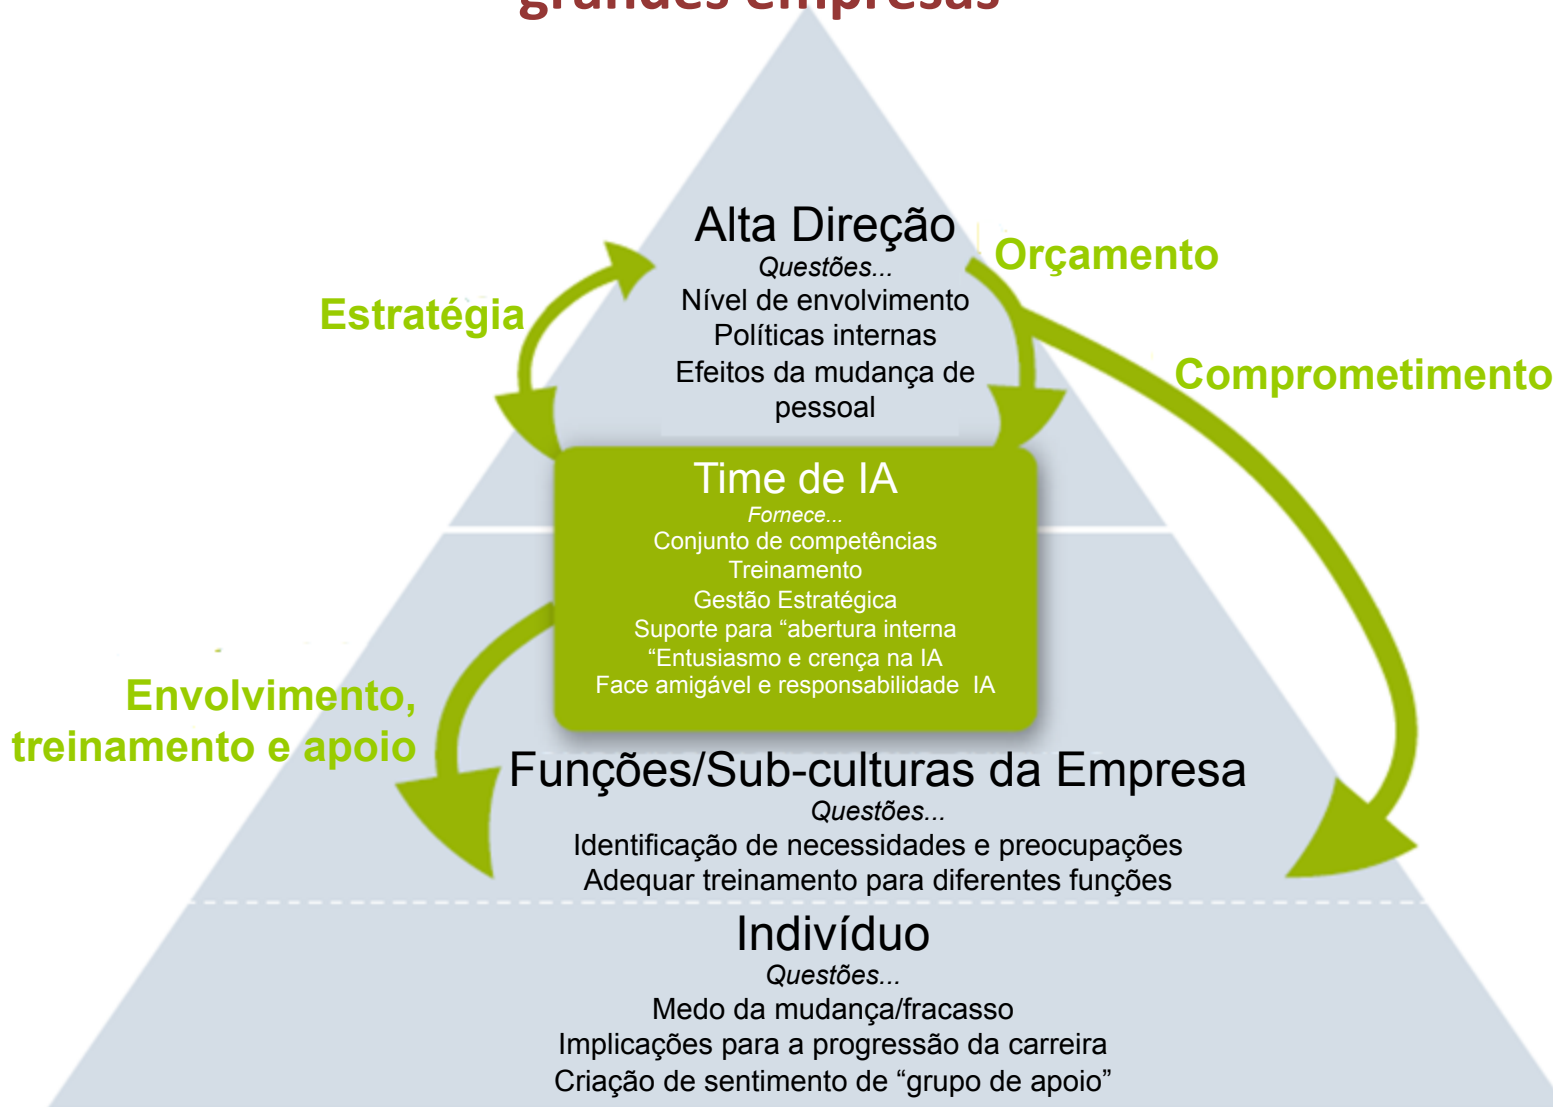 grandes empresas
Alta Direção
Questões...
Nível de envolvimento
Políticas internas
Efeitos da mudança de
pessoal
Orçamento
Estratégia
Comprometimento
Time de IA
Fornece...
Conjunto de competências
Treinamento
Gestão Estratégica
Suporte para “abertura interna
“Entusiasmo e crença na IA
Face amigável e responsabilidade IA
Envolvimento,
treinamento e apoio
Funções/Sub-culturas da Empresa
Questões...
Identificação de necessidades e preocupações
Adequar treinamento para diferentes funções
Indivíduo
Questões...
Medo da mudança/fracasso
Implicações para a progressão da carreira
Criação de sentimento de “grupo de apoio”